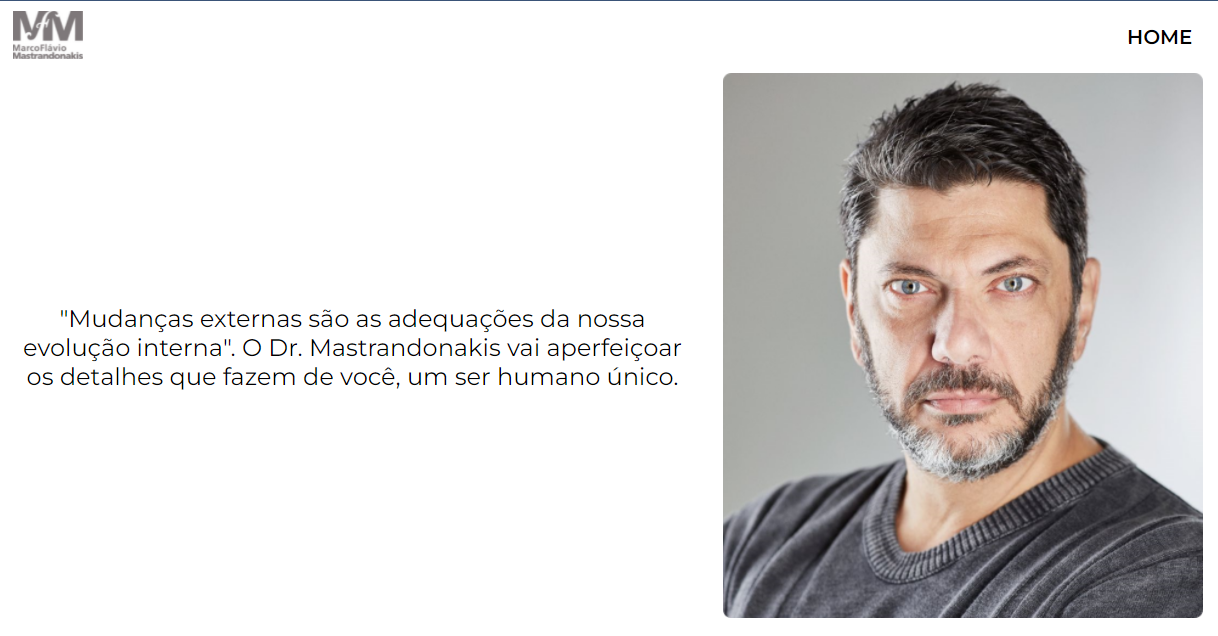 MFM
MarcoFlávio
Mastrandonakis
HOME
"Mudanças externas são as adequações da nossa
evolução interna". O Dr. Mastrandonakis vai aperfeiçoar
os detalhes que fazem de você, um ser humano único.